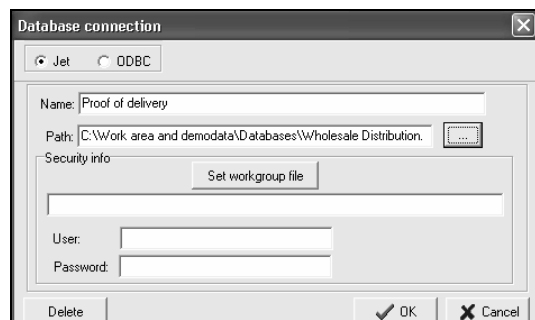 Database connection
Jet ODBC
Name: Proof of delivery
Path: C:\Work area and demodata\Databases\Wholesale Distribution. ...
Security info
Set workgroup file
User:
Password:
Delete OK Cancel